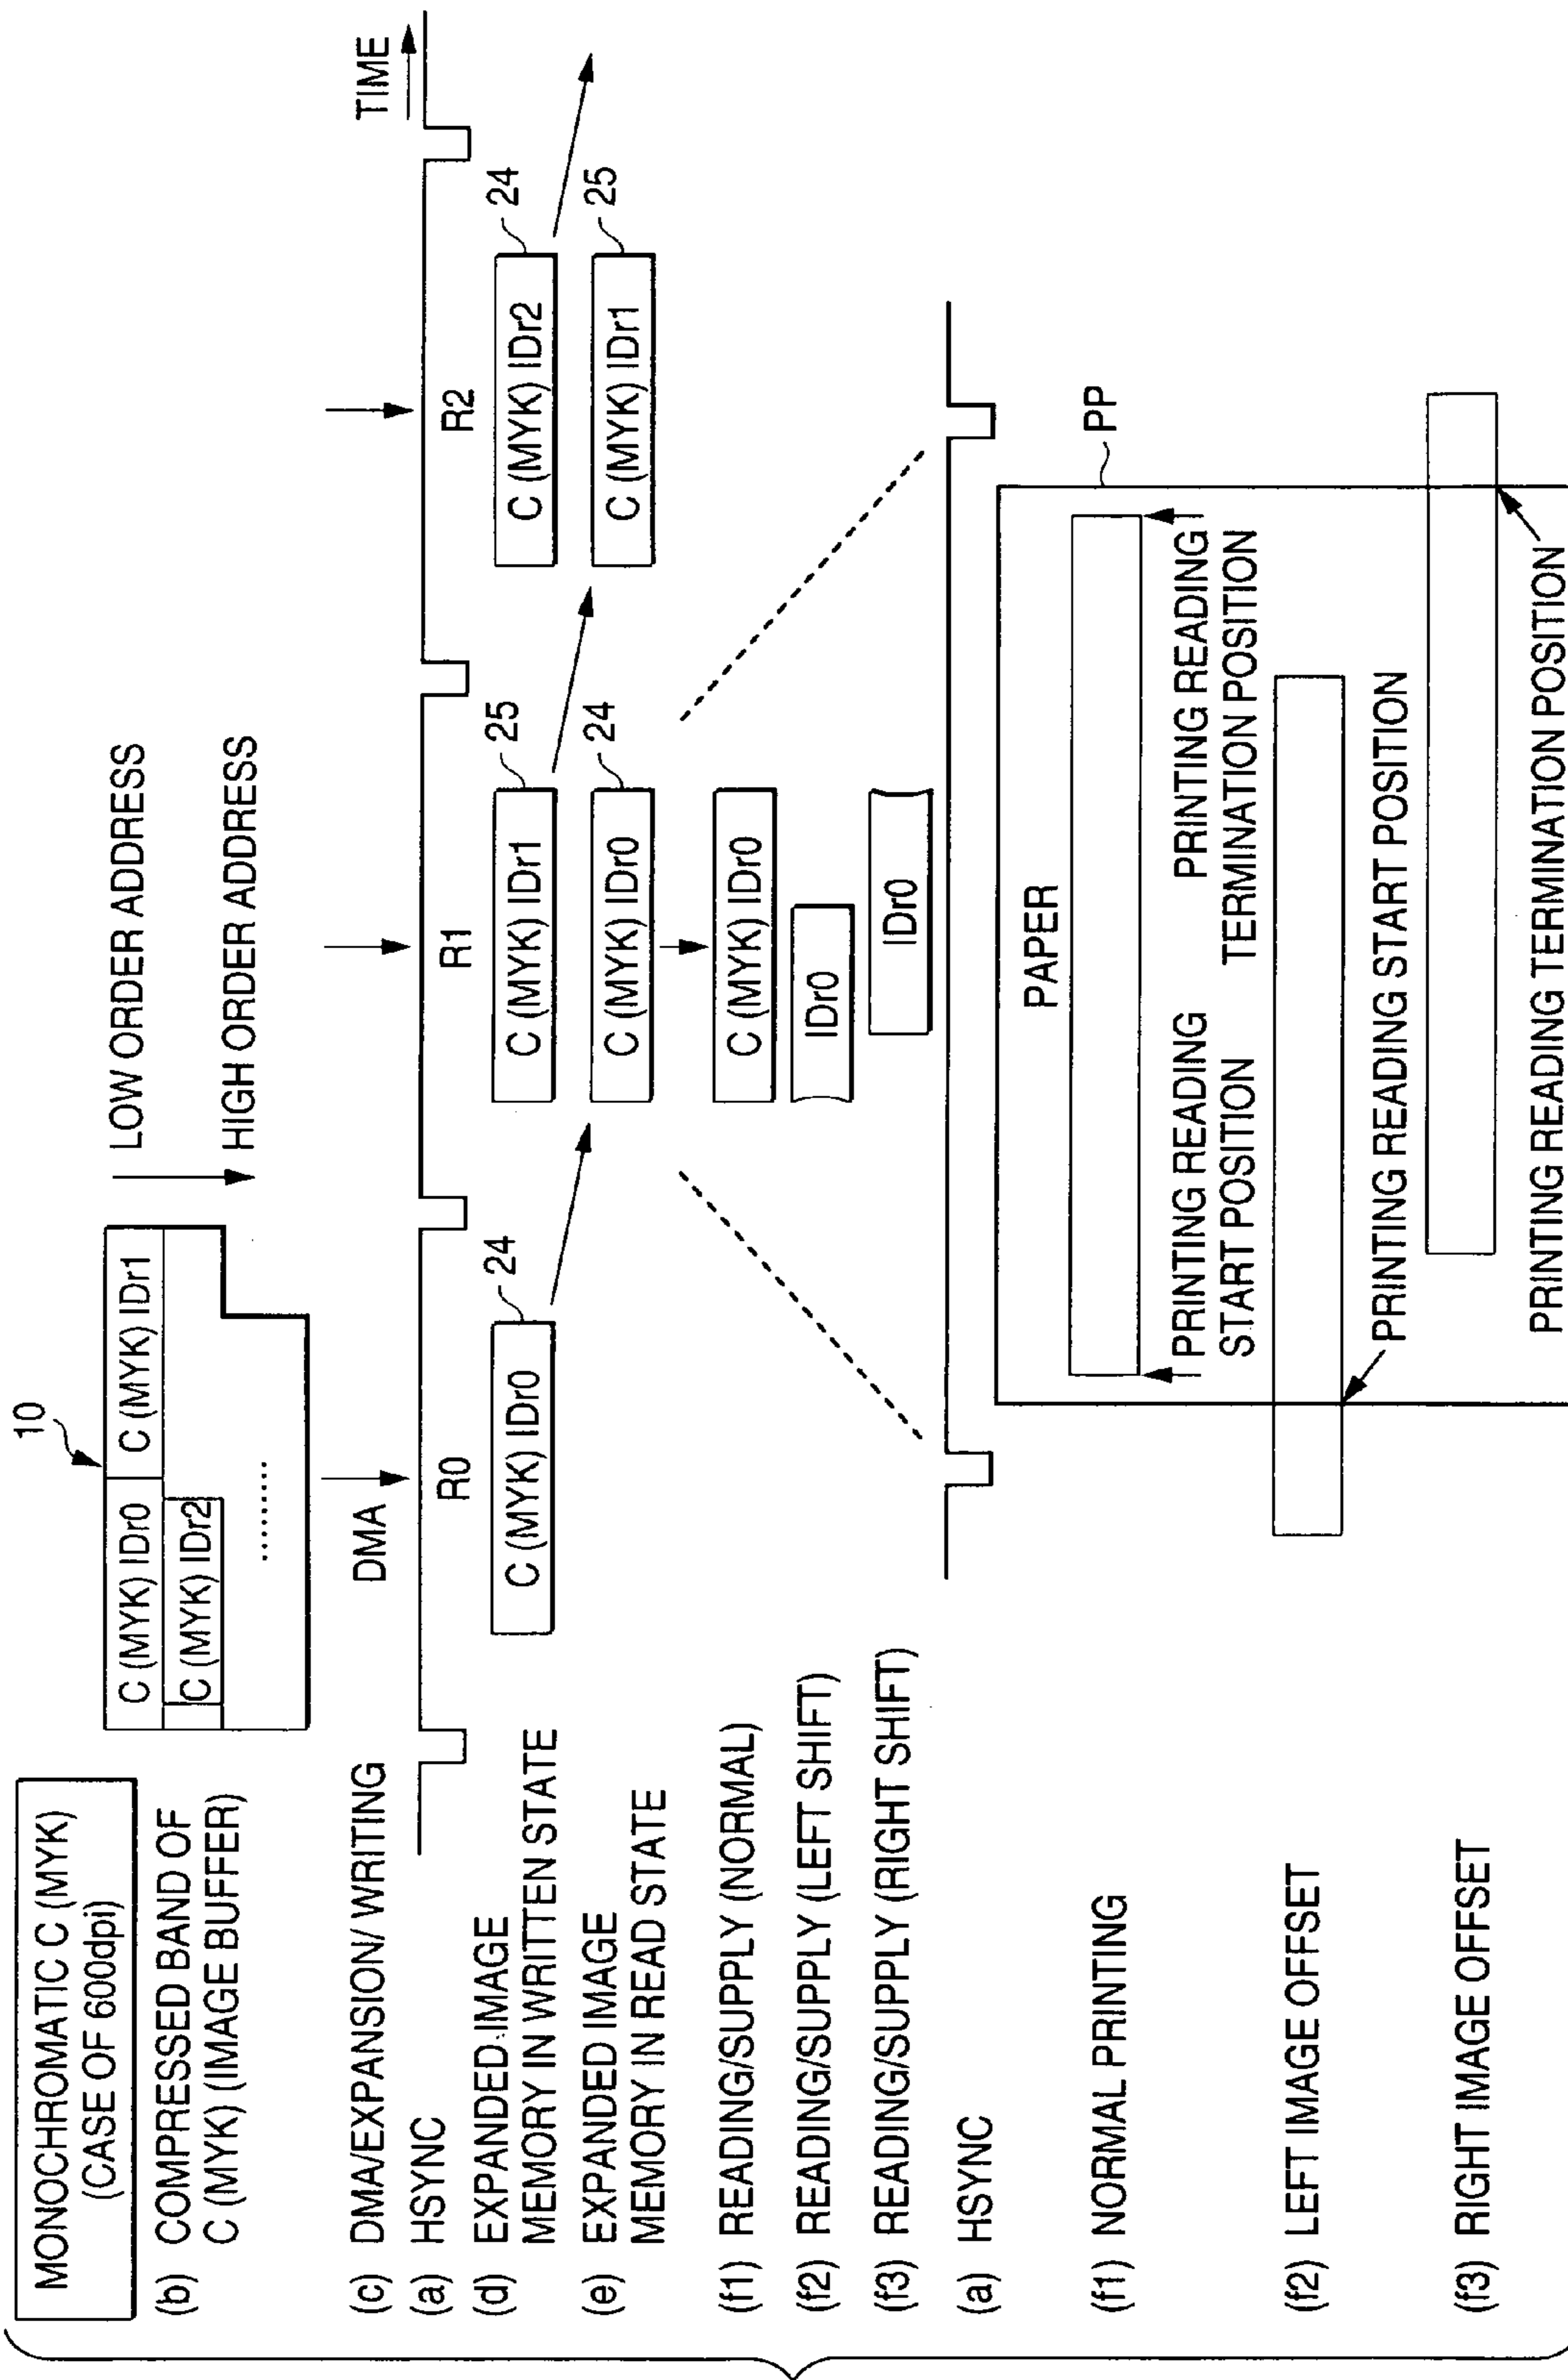 MONOCHROMATIC C (MYK)
(CASE OF 600dpi)
(b) COMPRESSED BAND OF
C (MYK) (IMAGE BUFFER)
10
C (MYK) IDr0
C (MYK) IDr1
C (MYK) IDr2
.........
LOW ORDER ADDRESS
HIGH ORDER ADDRESS
(c) DMA/EXPANSION/ WRITING
DMA
TIME
(a) HSYNC
R0
R1
R2
(d) EXPANDED IMAGE
MEMORY IN WRITTEN STATE
C (MYK) IDr0
24
C (MYK) IDr1
25
C (MYK) IDr2
24
(e) EXPANDED IMAGE
MEMORY IN READ STATE
C (MYK) IDr0
24
C (MYK) IDr1
25
(f1) READING/SUPPLY (NORMAL)
C (MYK) IDr0
(f2) READING/SUPPLY (LEFT SHIFT)
IDr0
(f3) READING/SUPPLY (RIGHT SHIFT)
IDr0
(a) HSYNC
PAPER
PP
(f1) NORMAL PRINTING
PRINTING READING
START POSITION
PRINTING READING
TERMINATION POSITION
(f2) LEFT IMAGE OFFSET
PRINTING READING START POSITION
(f3) RIGHT IMAGE OFFSET
PRINTING READING TERMINATION POSITION